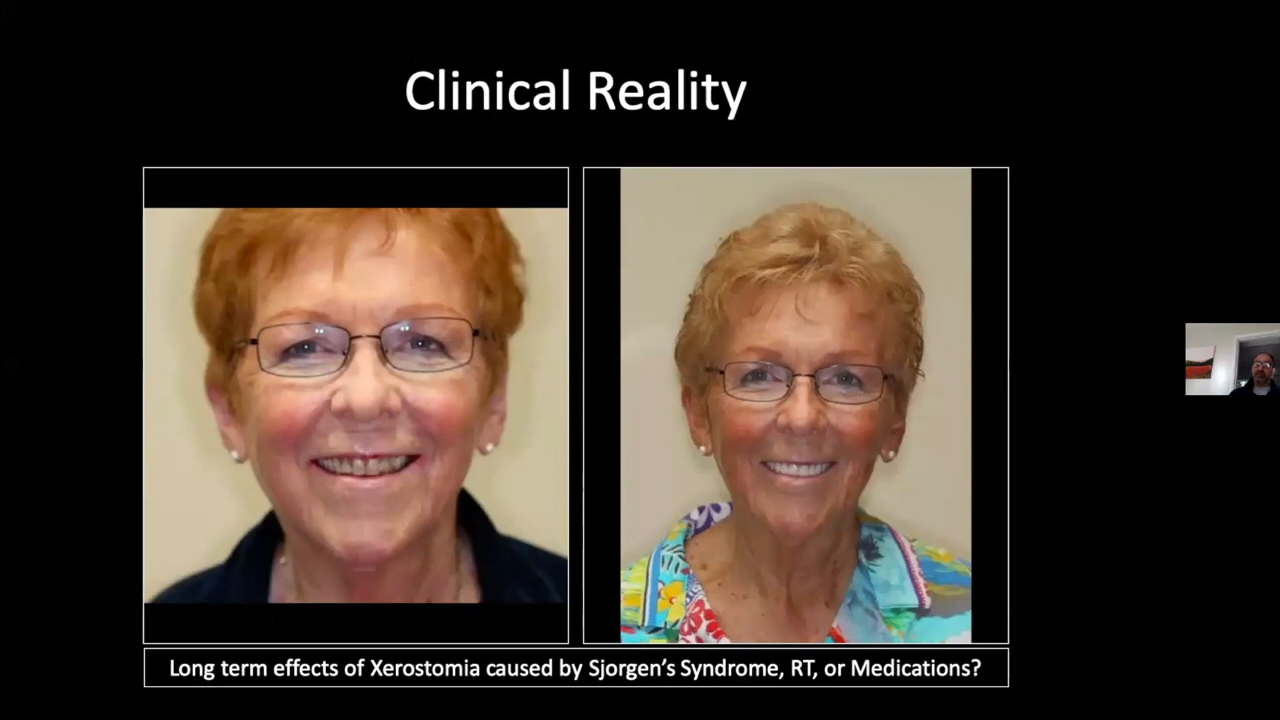 Clinical Reality
Long term effects of Xerostomia caused by Sjorgen's Syndrome, RT, or Medications?